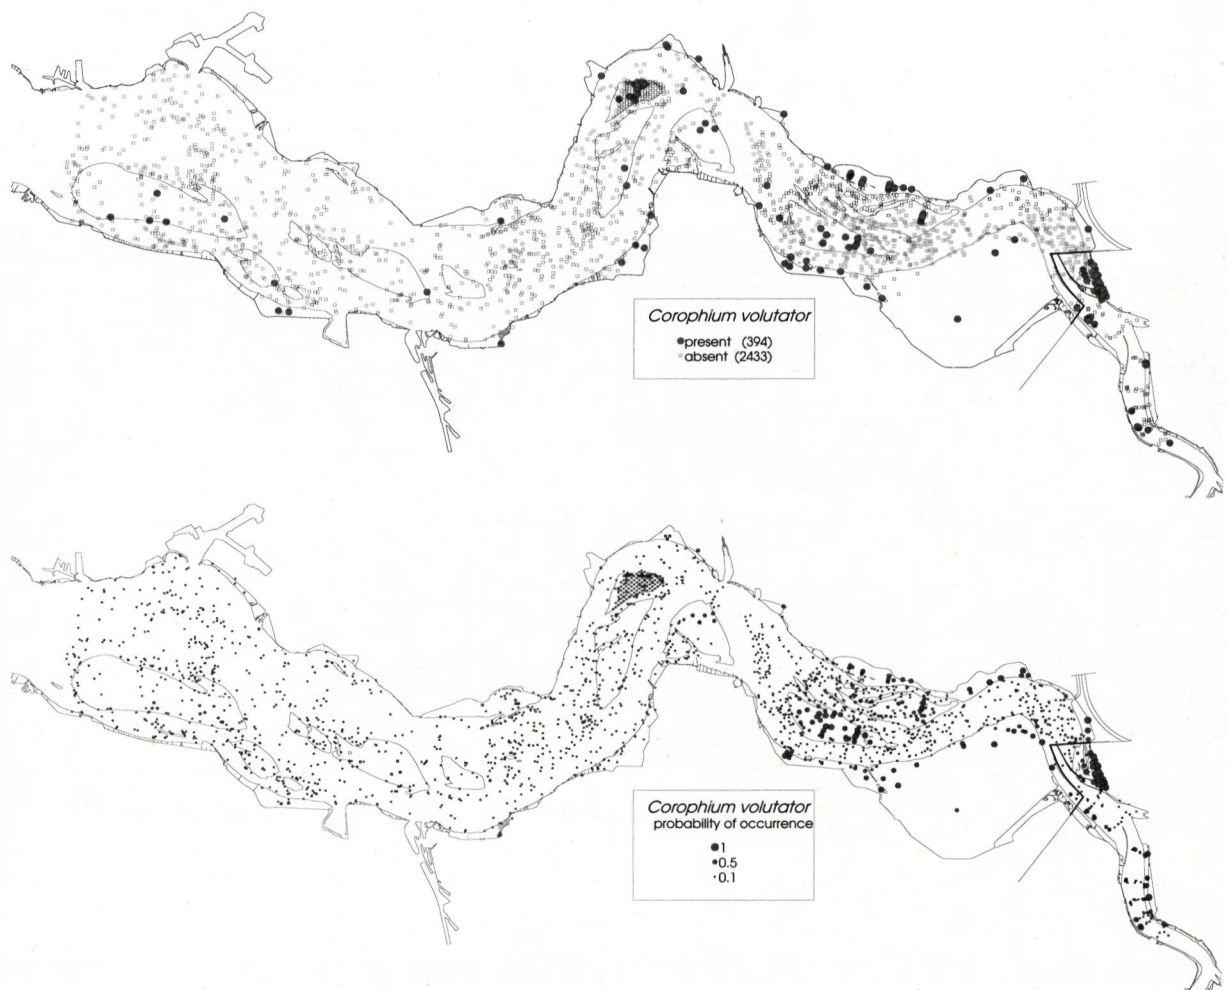 Corophium volutator
present (394)
absent (2433)
Corophium volutator
probability of occurrence
1
0.5
0.1